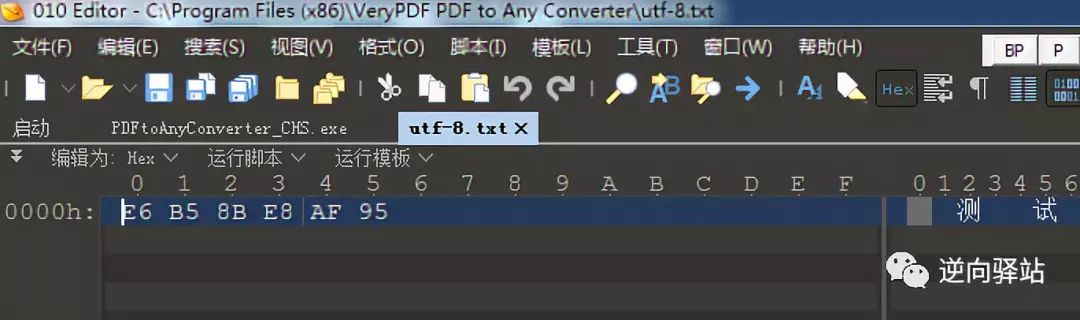 010 Editor - C:\Program Files (x86)\VeryPDF PDF to Any Converter\utf-8.txt
文件(F) 编辑(E) 搜索(S) 视图(V) 格式(O) 脚本(I) 模板(L) 工具(T) 窗口(W) 帮助(H) BP P
Hex ¶ 0100 0001
启动 PDFtoAnyConverter_CHS.exe utf-8.txt ×
编辑为: Hex 运行脚本 运行模板
0 1 2 3 4 5 6 7 8 9 A B C D E F 0 1 2 3 4 5 6
0000h: E6 B5 8B E8 AF 95 测 试
逆向驿站